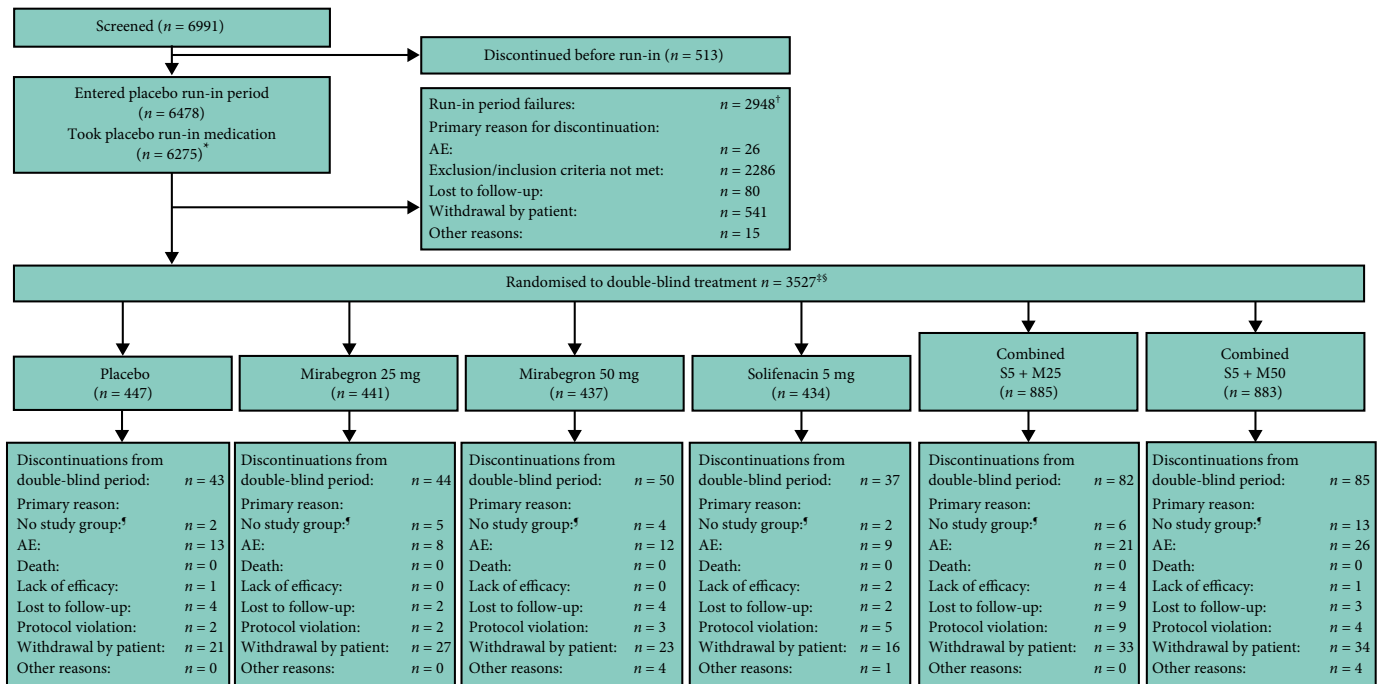 Screened (n = 6991)
Discontinued before run-in (n = 513)
Entered placebo run-in period
(n = 6478)
Took placebo run-in medication
(n = 6275)*
Run-in period failures: n = 2948†
Primary reason for discontinuation:
AE: n = 26
Exclusion/inclusion criteria not met: n = 2286
Lost to follow-up: n = 80
Withdrawal by patient: n = 541
Other reasons: n = 15
Randomised to double-blind treatment n = 3527‡§
Placebo
(n = 447)
Mirabegron 25 mg
(n = 441)
Mirabegron 50 mg
(n = 437)
Solifenacin 5 mg
(n = 434)
Combined
S5 + M25
(n = 885)
Combined
S5 + M50
(n = 883)
Discontinuations from
double-blind period: n = 43
Primary reason:
No study group:¶ n = 2
AE: n = 13
Death: n = 0
Lack of efficacy: n = 1
Lost to follow-up: n = 4
Protocol violation: n = 2
Withdrawal by patient: n = 21
Other reasons: n = 0
Discontinuations from
double-blind period: n = 44
Primary reason:
No study group:¶ n = 5
AE: n = 8
Death: n = 0
Lack of efficacy: n = 0
Lost to follow-up: n = 2
Protocol violation: n = 2
Withdrawal by patient: n = 27
Other reasons: n = 0
Discontinuations from
double-blind period: n = 50
Primary reason:
No study group:¶ n = 4
AE: n = 12
Death: n = 0
Lack of efficacy: n = 0
Lost to follow-up: n = 4
Protocol violation: n = 3
Withdrawal by patient: n = 23
Other reasons: n = 4
Discontinuations from
double-blind period: n = 37
Primary reason:
No study group:¶ n = 2
AE: n = 9
Death: n = 0
Lack of efficacy: n = 2
Lost to follow-up: n = 2
Protocol violation: n = 5
Withdrawal by patient: n = 16
Other reasons: n = 1
Discontinuations from
double-blind period: n = 82
Primary reason:
No study group:¶ n = 6
AE: n = 21
Death: n = 0
Lack of efficacy: n = 4
Lost to follow-up: n = 9
Protocol violation: n = 9
Withdrawal by patient: n = 33
Other reasons: n = 0
Discontinuations from
double-blind period: n = 85
Primary reason:
No study group:¶ n = 13
AE: n = 26
Death: n = 0
Lack of efficacy: n = 1
Lost to follow-up: n = 3
Protocol violation: n = 4
Withdrawal by patient: n = 34
Other reasons: n = 4